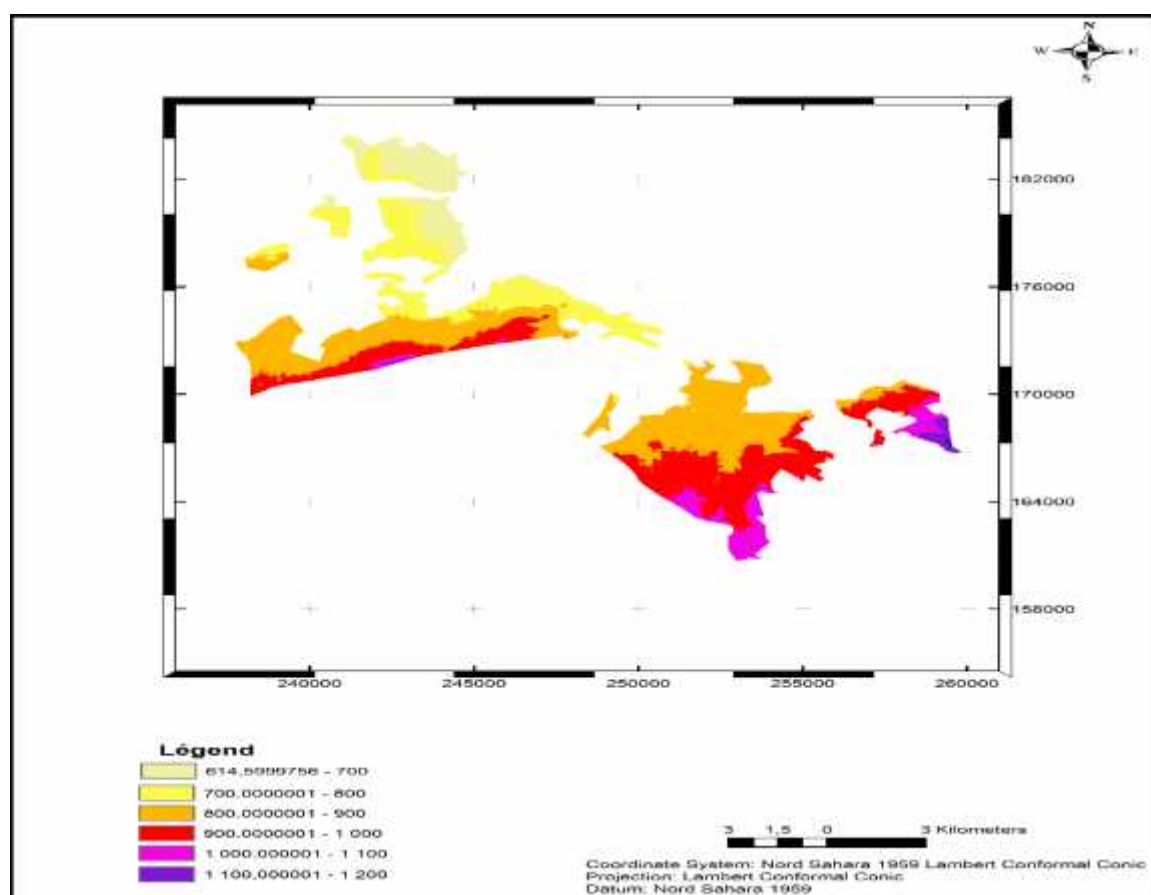 N
W E
S
182000
176000
170000
164000
158000
240000 245000 250000 255000 260000
Légend
614,5999756 - 700
700,0000001 - 800
800,0000001 - 900
900,0000001 - 1 000
1 000,000001 - 1 100
1 100,000001 - 1 200
3 1,5 0 3 Kilometers
Coordinate System: Nord Sahara 1959 Lambert Conformal Conic
Projection: Lambert Conformal Conic
Datum: Nord Sahara 1959